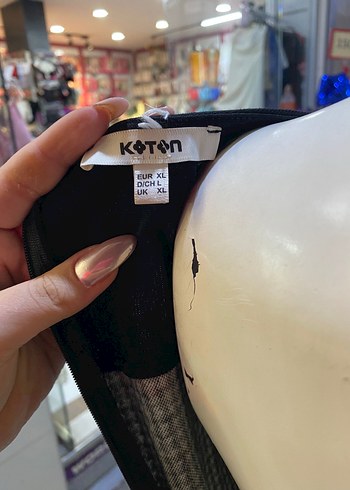 KOTON
EUR XL
D/CH L
UK XL